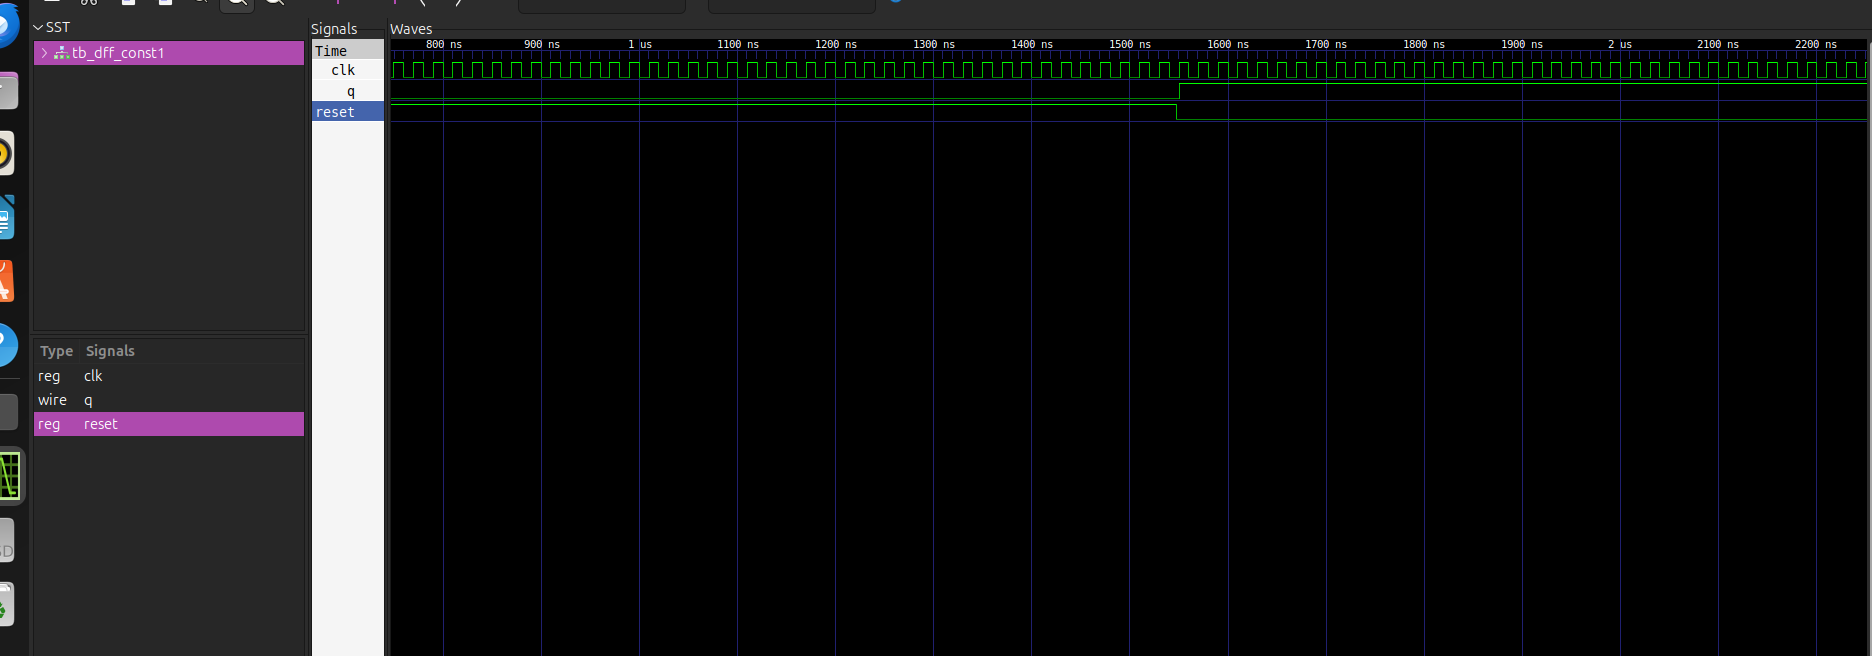 SST
tb_dff_const1
Type Signals
reg clk
wire q
reg reset
Signals
Time
clk
q
reset
Waves
800 ns 900 ns 1 us 1100 ns 1200 ns 1300 ns 1400 ns 1500 ns 1600 ns 1700 ns 1800 ns 1900 ns 2 us 2100 ns 2200 ns